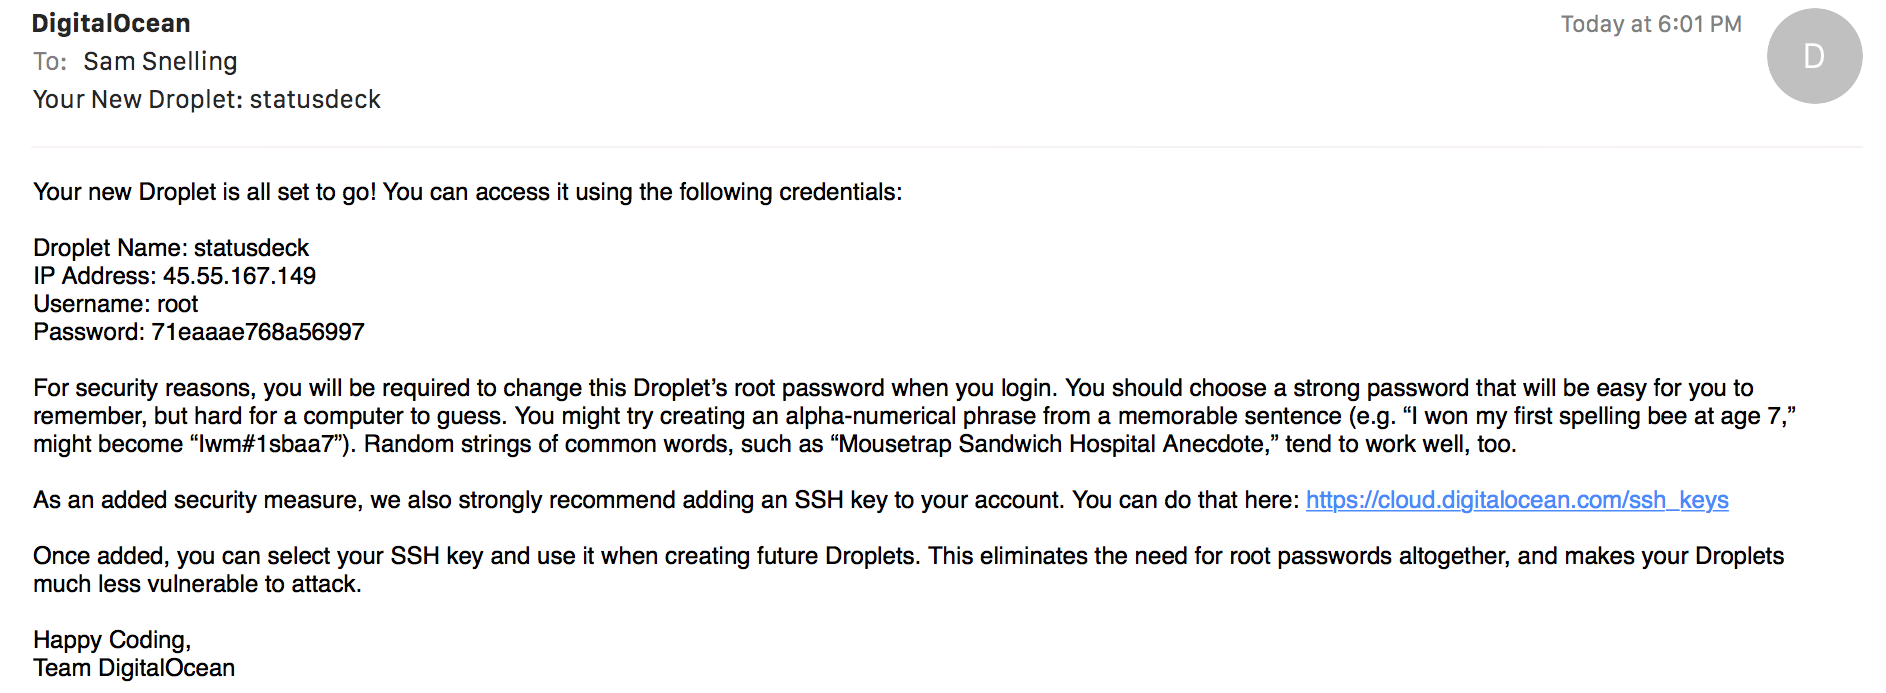 DigitalOcean
Today at 6:01 PM
D
To: Sam Snelling
Your New Droplet: statusdeck
Your new Droplet is all set to go! You can access it using the following credentials:
Droplet Name: statusdeck
IP Address: 45.55.167.149
Username: root
Password: 71eaaae768a56997
For security reasons, you will be required to change this Droplet’s root password when you login. You should choose a strong password that will be easy for you to
remember, but hard for a computer to guess. You might try creating an alpha-numerical phrase from a memorable sentence (e.g. “I won my first spelling bee at age 7,”
might become “Iwm#1sbaa7”). Random strings of common words, such as “Mousetrap Sandwich Hospital Anecdote,” tend to work well, too.
As an added security measure, we also strongly recommend adding an SSH key to your account. You can do that here: https://cloud.digitalocean.com/ssh_keys
Once added, you can select your SSH key and use it when creating future Droplets. This eliminates the need for root passwords altogether, and makes your Droplets
much less vulnerable to attack.
Happy Coding,
Team DigitalOcean